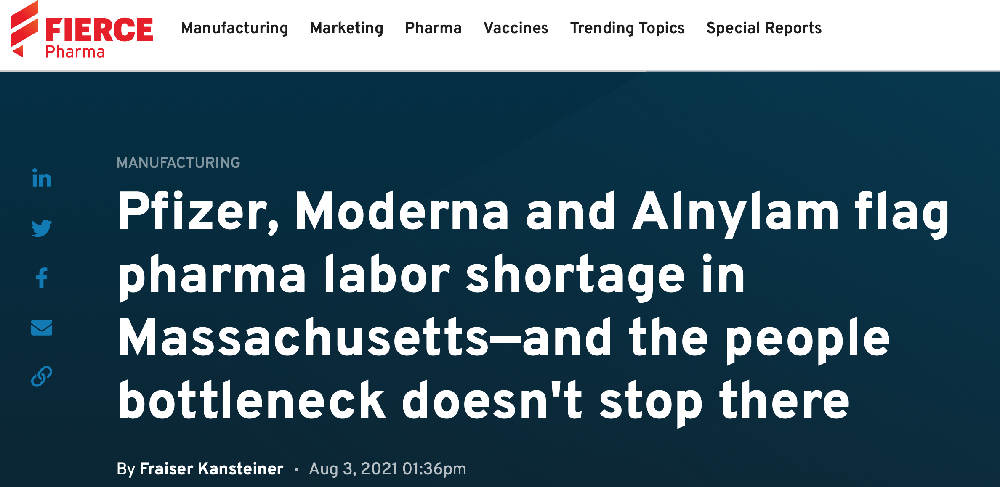 FIERCE
Pharma
Manufacturing Marketing Pharma Vaccines Trending Topics Special Reports
MANUFACTURING
Pfizer, Moderna and Alnylam flag
pharma labor shortage in
Massachusetts—and the people
bottleneck doesn't stop there
By Fraiser Kansteiner · Aug 3, 2021 01:36pm